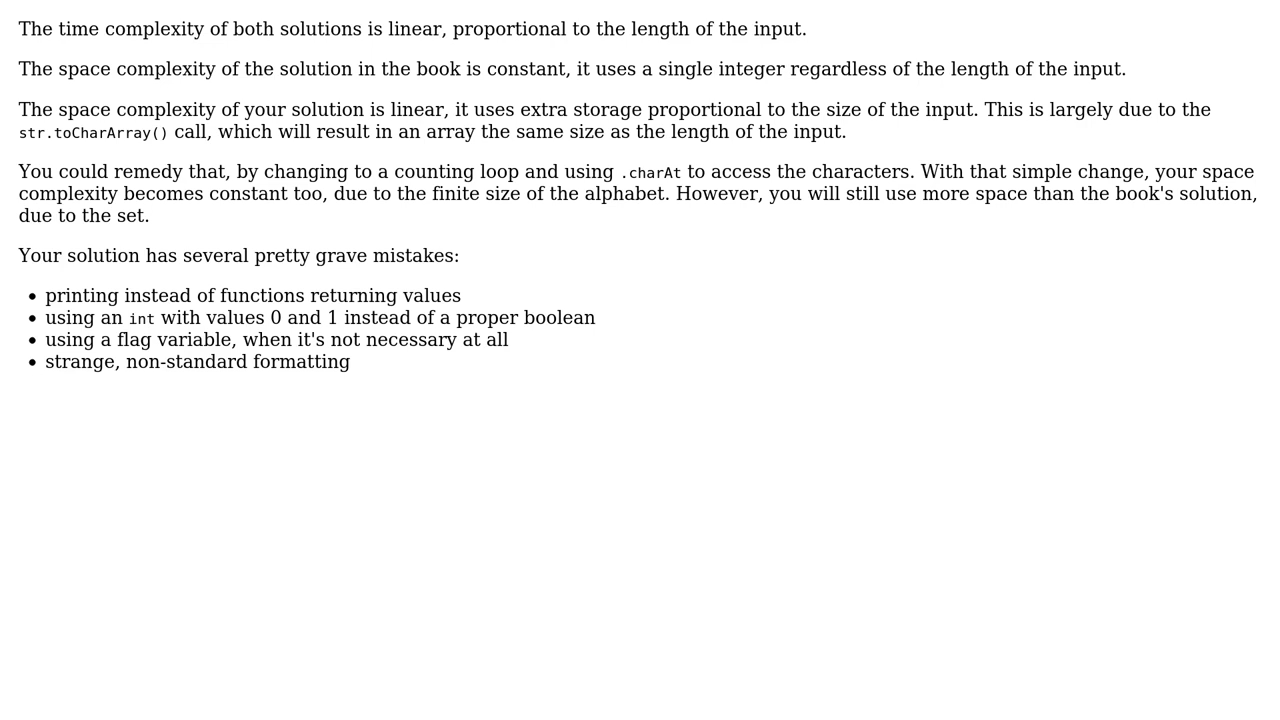 The time complexity of both solutions is linear, proportional to the length of the input.
The space complexity of the solution in the book is constant, it uses a single integer regardless of the length of the input.
The space complexity of your solution is linear, it uses extra storage proportional to the size of the input. This is largely due to the
str.toCharArray() call, which will result in an array the same size as the length of the input.
You could remedy that, by changing to a counting loop and using .charAt to access the characters. With that simple change, your space
complexity becomes constant too, due to the finite size of the alphabet. However, you will still use more space than the book's solution,
due to the set.
Your solution has several pretty grave mistakes:
• printing instead of functions returning values
• using an int with values 0 and 1 instead of a proper boolean
• using a flag variable, when it's not necessary at all
• strange, non-standard formatting